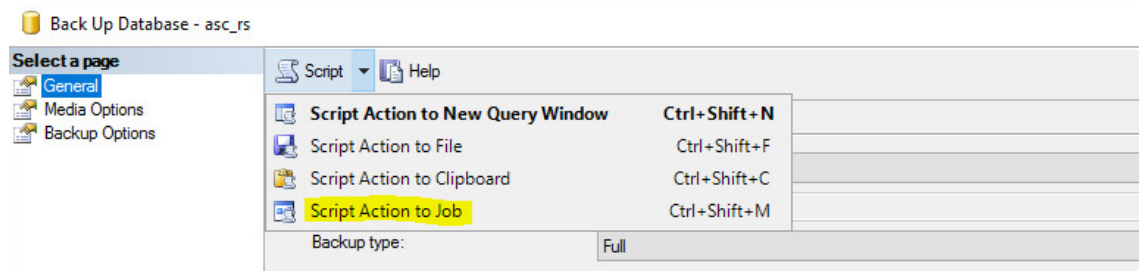 Back Up Database - asc_rs
Select a page
General
Media Options
Backup Options
Script Help
Script Action to New Query Window Ctrl+Shift+N
Script Action to File Ctrl+Shift+F
Script Action to Clipboard Ctrl+Shift+C
Script Action to Job Ctrl+Shift+M
Backup type: Full